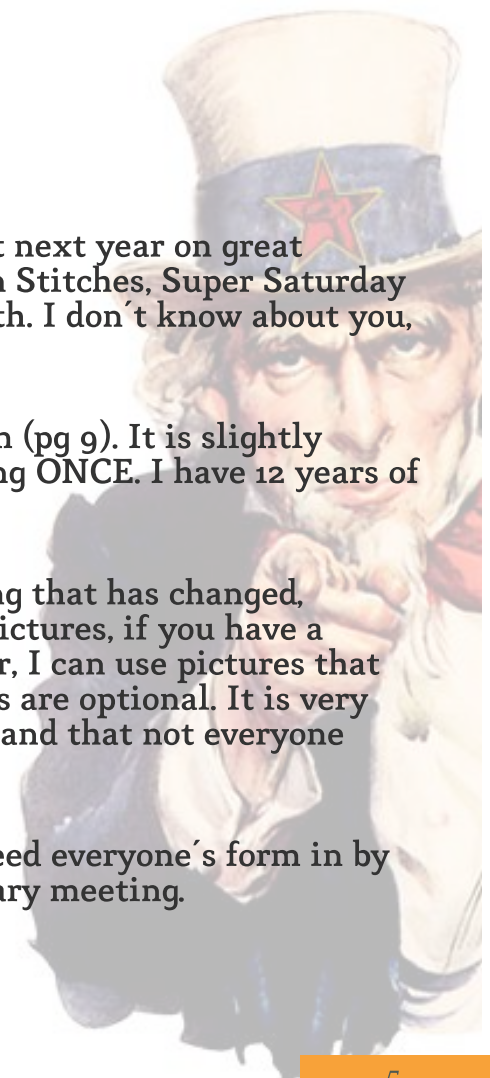 t next year on great
n Stitches, Super Saturday
th. I don´t know about you,
n (pg 9). It is slightly
ng ONCE. I have 12 years of
ng that has changed,
ictures, if you have a
r, I can use pictures that
s are optional. It is very
and that not everyone
eed everyone´s form in by
ary meeting.
5